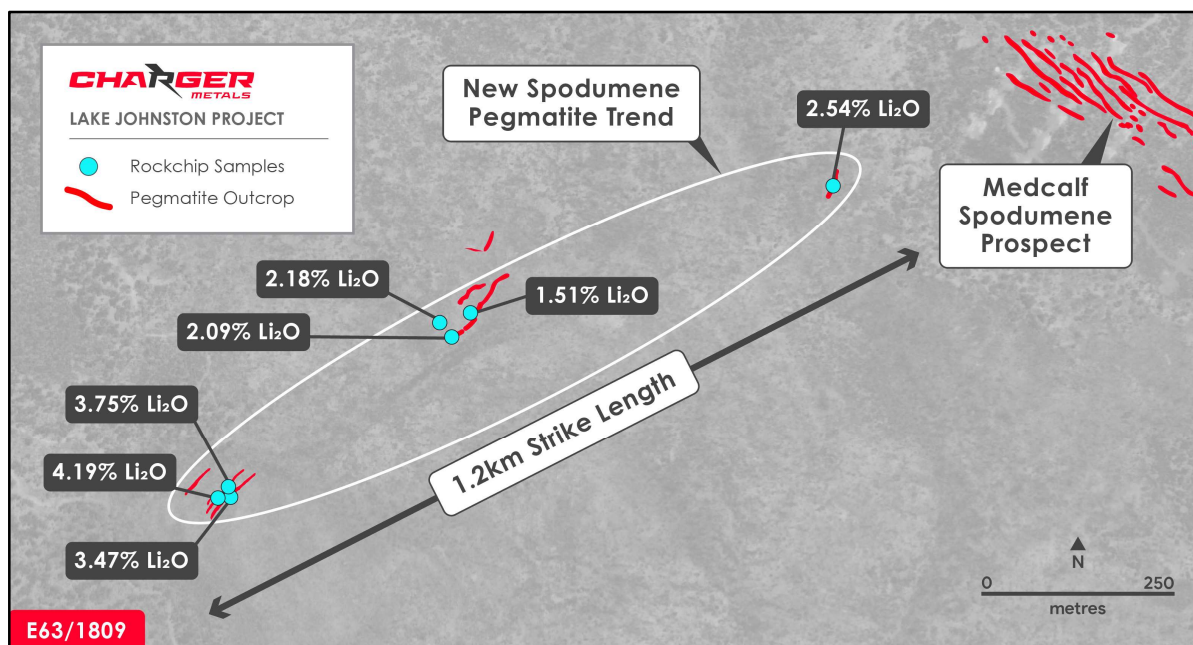 CHARGER
METALS
LAKE JOHNSTON PROJECT
Rockchip Samples
Pegmatite Outcrop
New Spodumene
Pegmatite Trend
2.54% Li₂O
Medcalf
Spodumene
Prospect
2.18% Li₂O
1.51% Li₂O
2.09% Li₂O
3.75% Li₂O
4.19% Li₂O
3.47% Li₂O
1.2km Strike Length
N
0 250
metres
E63/1809